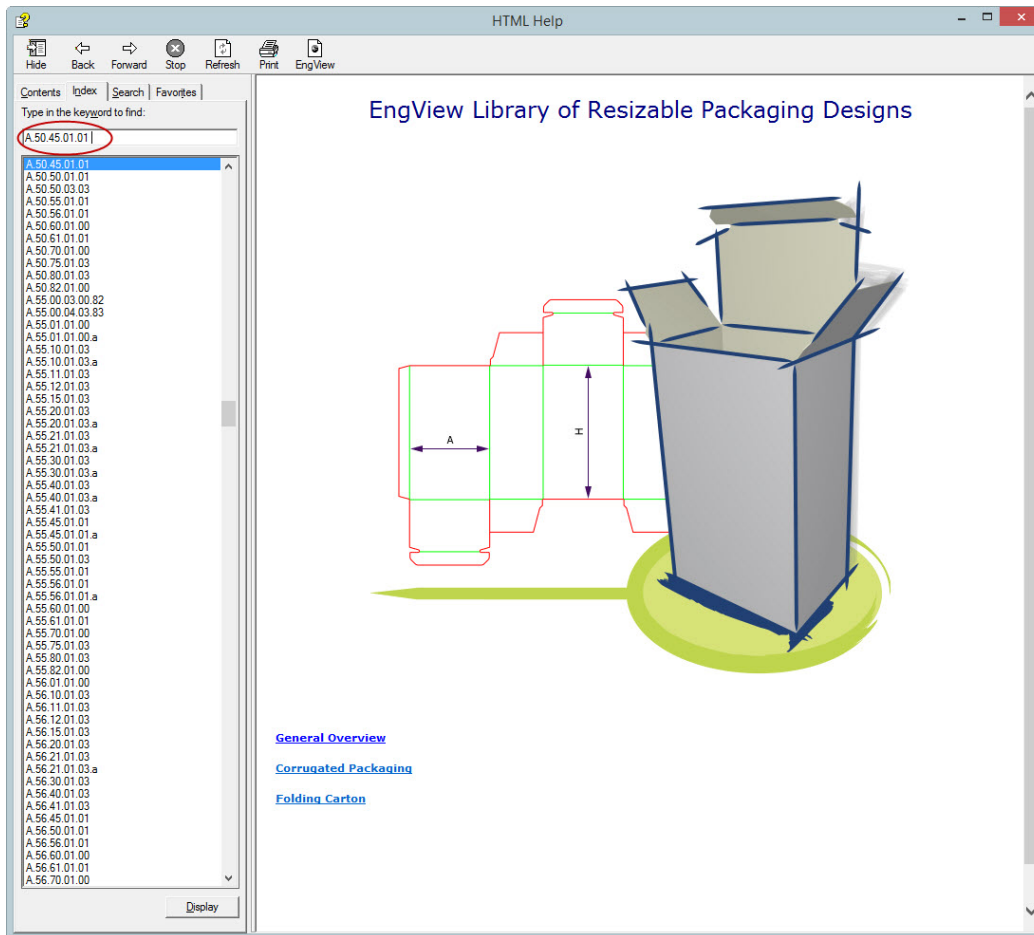 HTML Help
Hide Back Forward Stop Refresh Print EngView
Contents Index Search Favorites
Type in the keyword to find:
A.50.45.01.01
A.50.45.01.01
A.50.50.01.01
A.50.50.03.03
A.50.55.01.01
A.50.56.01.01
A.50.60.01.00
A.50.61.01.01
A.50.70.01.00
A.50.75.01.03
A.50.80.01.03
A.50.82.01.00
A.55.00.03.00.82
A.55.00.04.03.83
A.55.01.01.00
A.55.01.01.00.a
A.55.10.01.03
A.55.10.01.03.a
A.55.11.01.03
A.55.12.01.03
A.55.15.01.03
A.55.20.01.03
A.55.20.01.03.a
A.55.21.01.03
A.55.21.01.03.a
A.55.30.01.03
A.55.30.01.03.a
A.55.40.01.03
A.55.40.01.03.a
A.55.41.01.03
A.55.45.01.01
A.55.45.01.01.a
A.55.50.01.01
A.55.50.01.03
A.55.55.01.01
A.55.56.01.01
A.55.56.01.01.a
A.55.60.01.00
A.55.61.01.01
A.55.70.01.00
A.55.75.01.03
A.55.80.01.03
A.55.82.01.00
A.56.01.01.00
A.56.10.01.03
A.56.11.01.03
A.56.12.01.03
A.56.15.01.03
A.56.20.01.03
A.56.21.01.03
A.56.21.01.03.a
A.56.30.01.03
A.56.40.01.03
A.56.41.01.03
A.56.45.01.01
A.56.50.01.01
A.56.56.01.01
A.56.60.01.00
A.56.61.01.01
A.56.70.01.00
Display
EngView Library of Resizable Packaging Designs
A
H
General Overview
Corrugated Packaging
Folding Carton